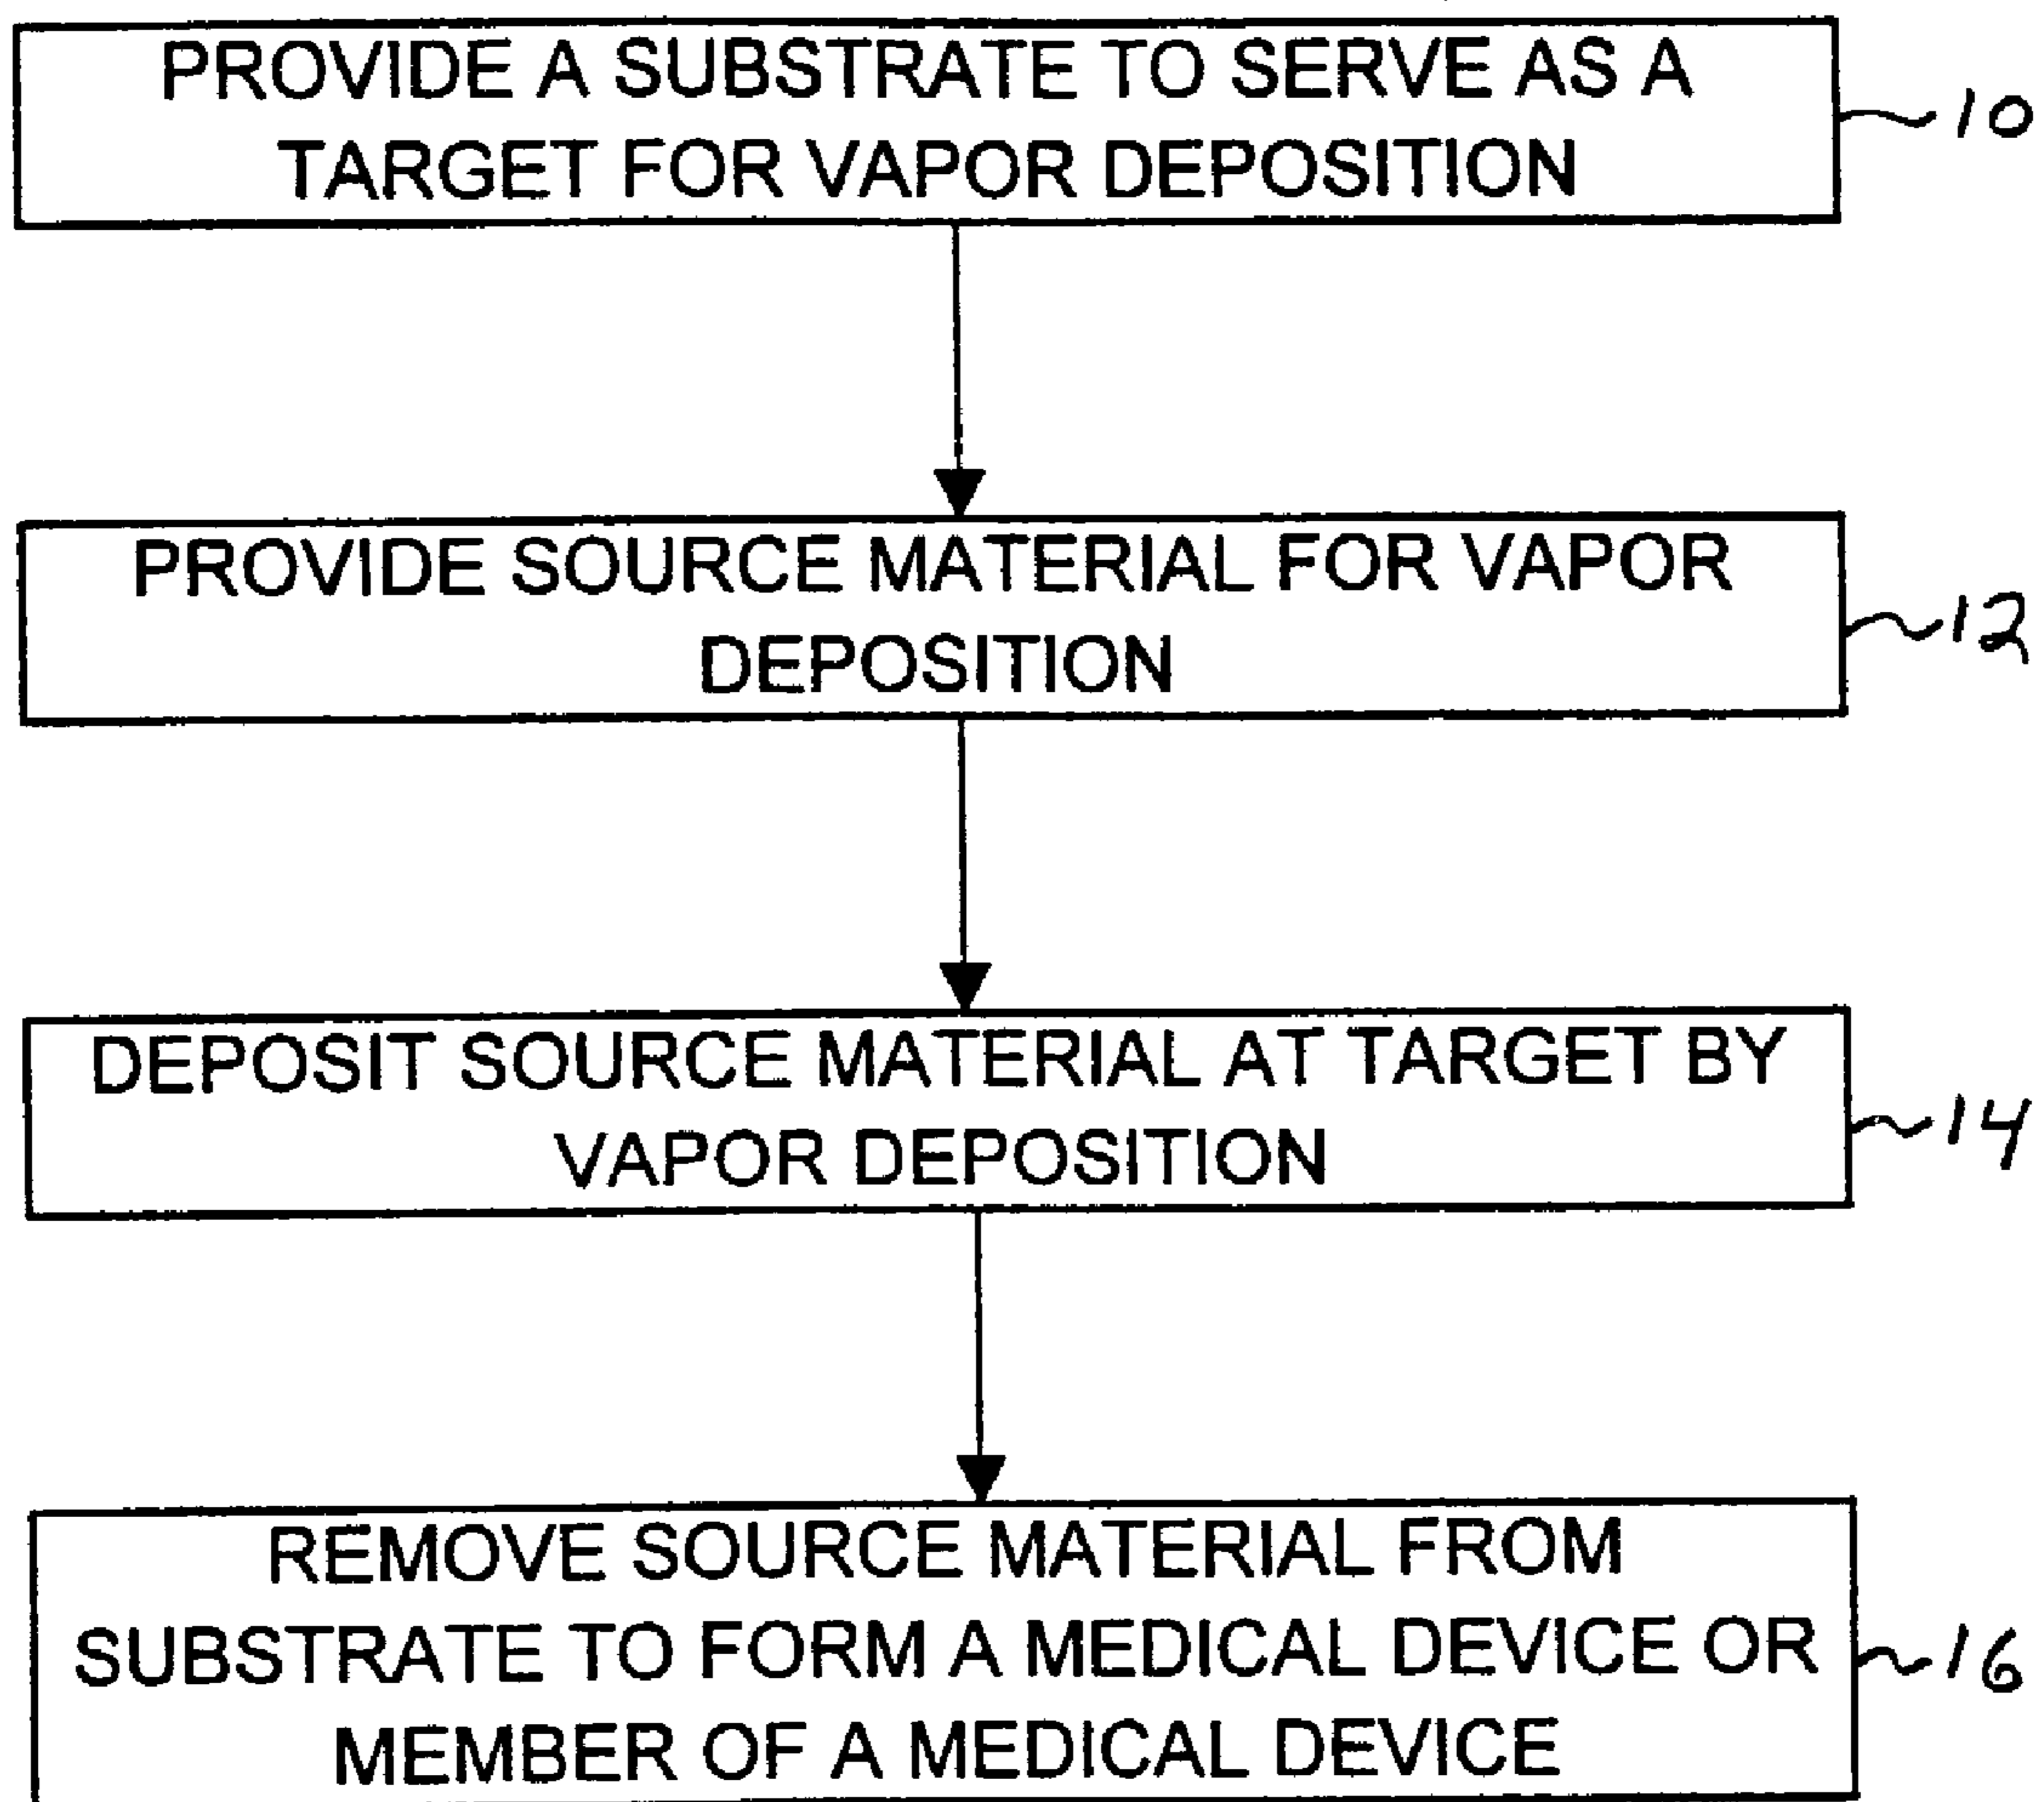 PROVIDE A SUBSTRATE TO SERVE AS A
TARGET FOR VAPOR DEPOSITION
10
PROVIDE SOURCE MATERIAL FOR VAPOR
DEPOSITION
12
DEPOSIT SOURCE MATERIAL AT TARGET BY
VAPOR DEPOSITION
14
REMOVE SOURCE MATERIAL FROM
SUBSTRATE TO FORM A MEDICAL DEVICE OR
MEMBER OF A MEDICAL DEVICE
16